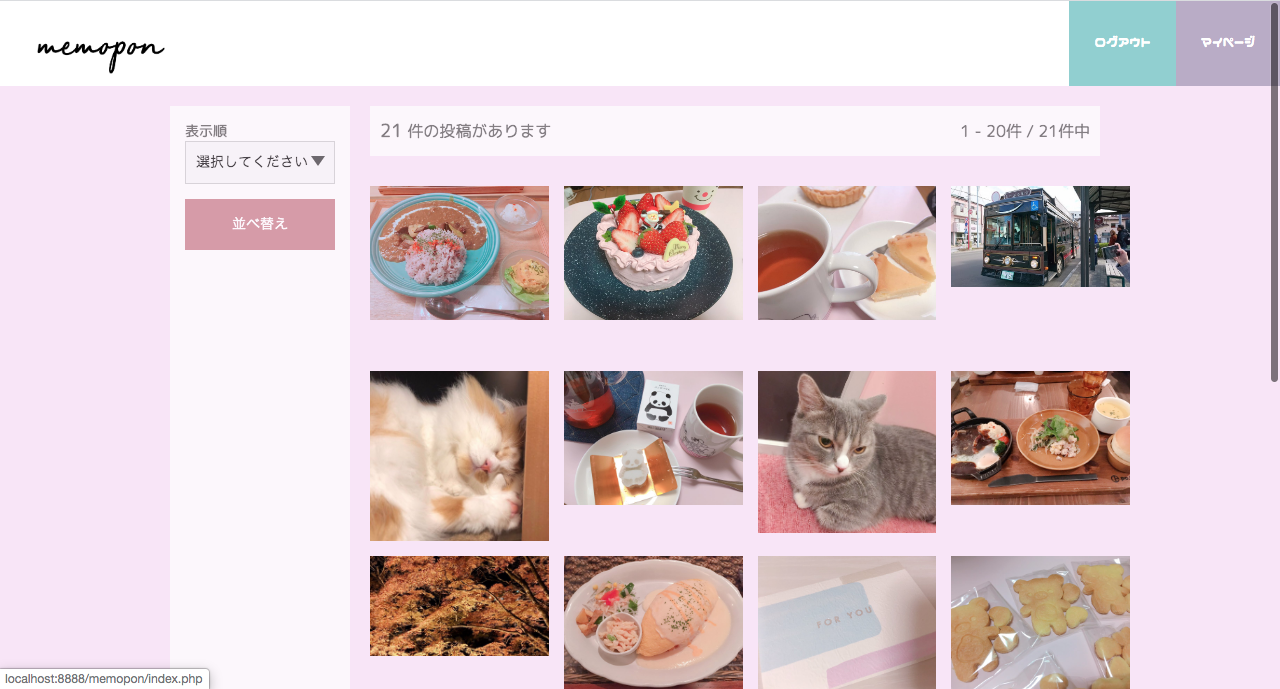 memopon
ログアウト
マイページ
表示順
選択してください
並べ替え
21 件の投稿があります
1 - 20件 / 21件中
FOR YOU
localhost:8888/memopon/index.php